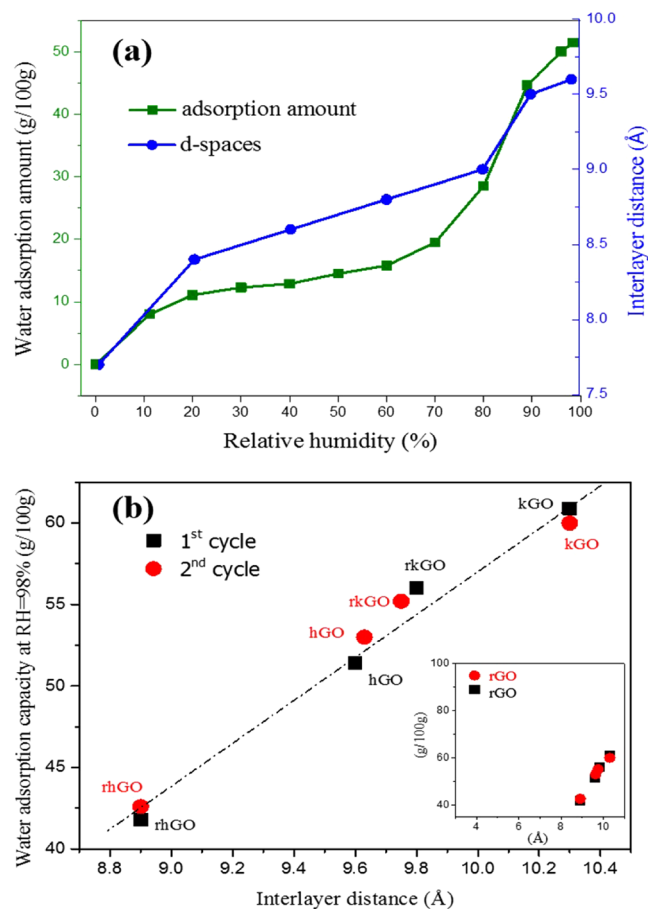 (a)
10.0
9.5
9.0
8.5
8.0
7.5
Interlayer distance (Å)
50
40
30
20
10
0
Water adsorption amount (g/100g)
adsorption amount
d-spaces
0 10 20 30 40 50 60 70 80 90 100
Relative humidity (%)
(b)
60
55
50
45
40
Water adsorption capacity at RH=98% (g/100g)
1st cycle
2nd cycle
kGO
kGO
rkGO
rkGO
hGO
hGO
rhGO
rhGO
100
80
60
40
(g/100g)
rGO
rGO
4 6 8 10
(Å)
8.8 9.0 9.2 9.4 9.6 9.8 10.0 10.2 10.4
Interlayer distance (Å)